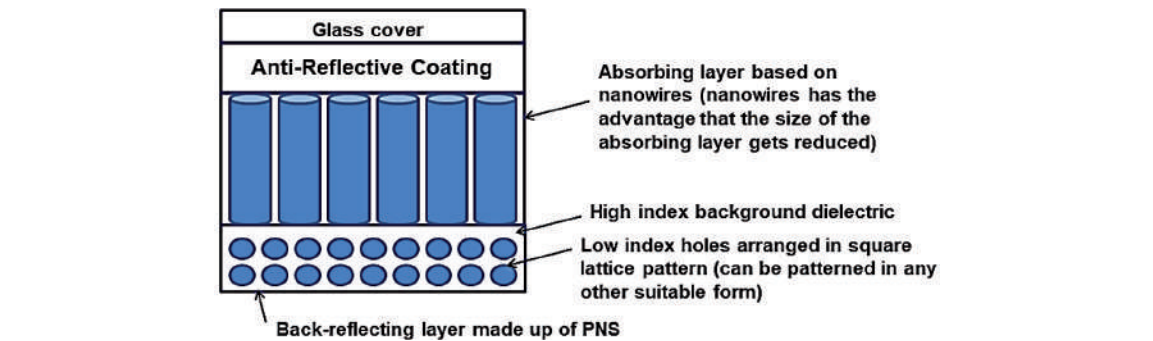 Glass cover
Anti-Reflective Coating
Absorbing layer based on
nanowires (nanowires has the
advantage that the size of the
absorbing layer gets reduced)
High index background dielectric
Low index holes arranged in square
lattice pattern (can be patterned in any
other suitable form)
Back-reflecting layer made up of PNS